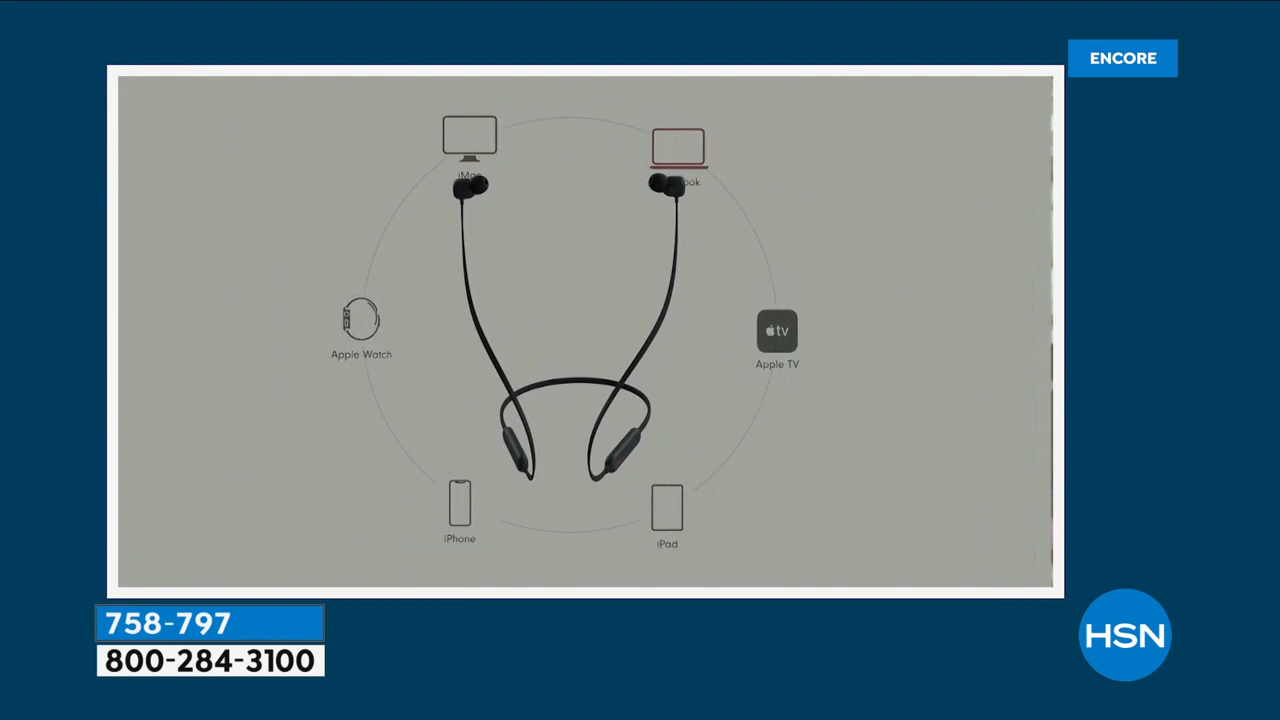 ENCORE
Apple Watch
tv
Apple TV
iPhone
iPad
758-797
800-284-3100
HSN